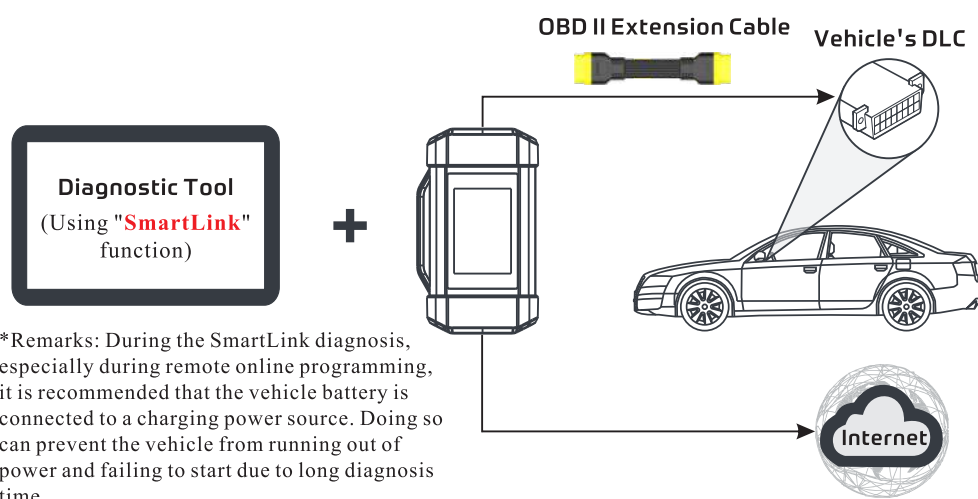 OBD II Extension Cable
Vehicle's DLC
Diagnostic Tool
(Using "SmartLink"
function)
*Remarks: During the SmartLink diagnosis,
especially during remote online programming,
it is recommended that the vehicle battery is
connected to a charging power source. Doing so
can prevent the vehicle from running out of
power and failing to start due to long diagnosis
time
Internet